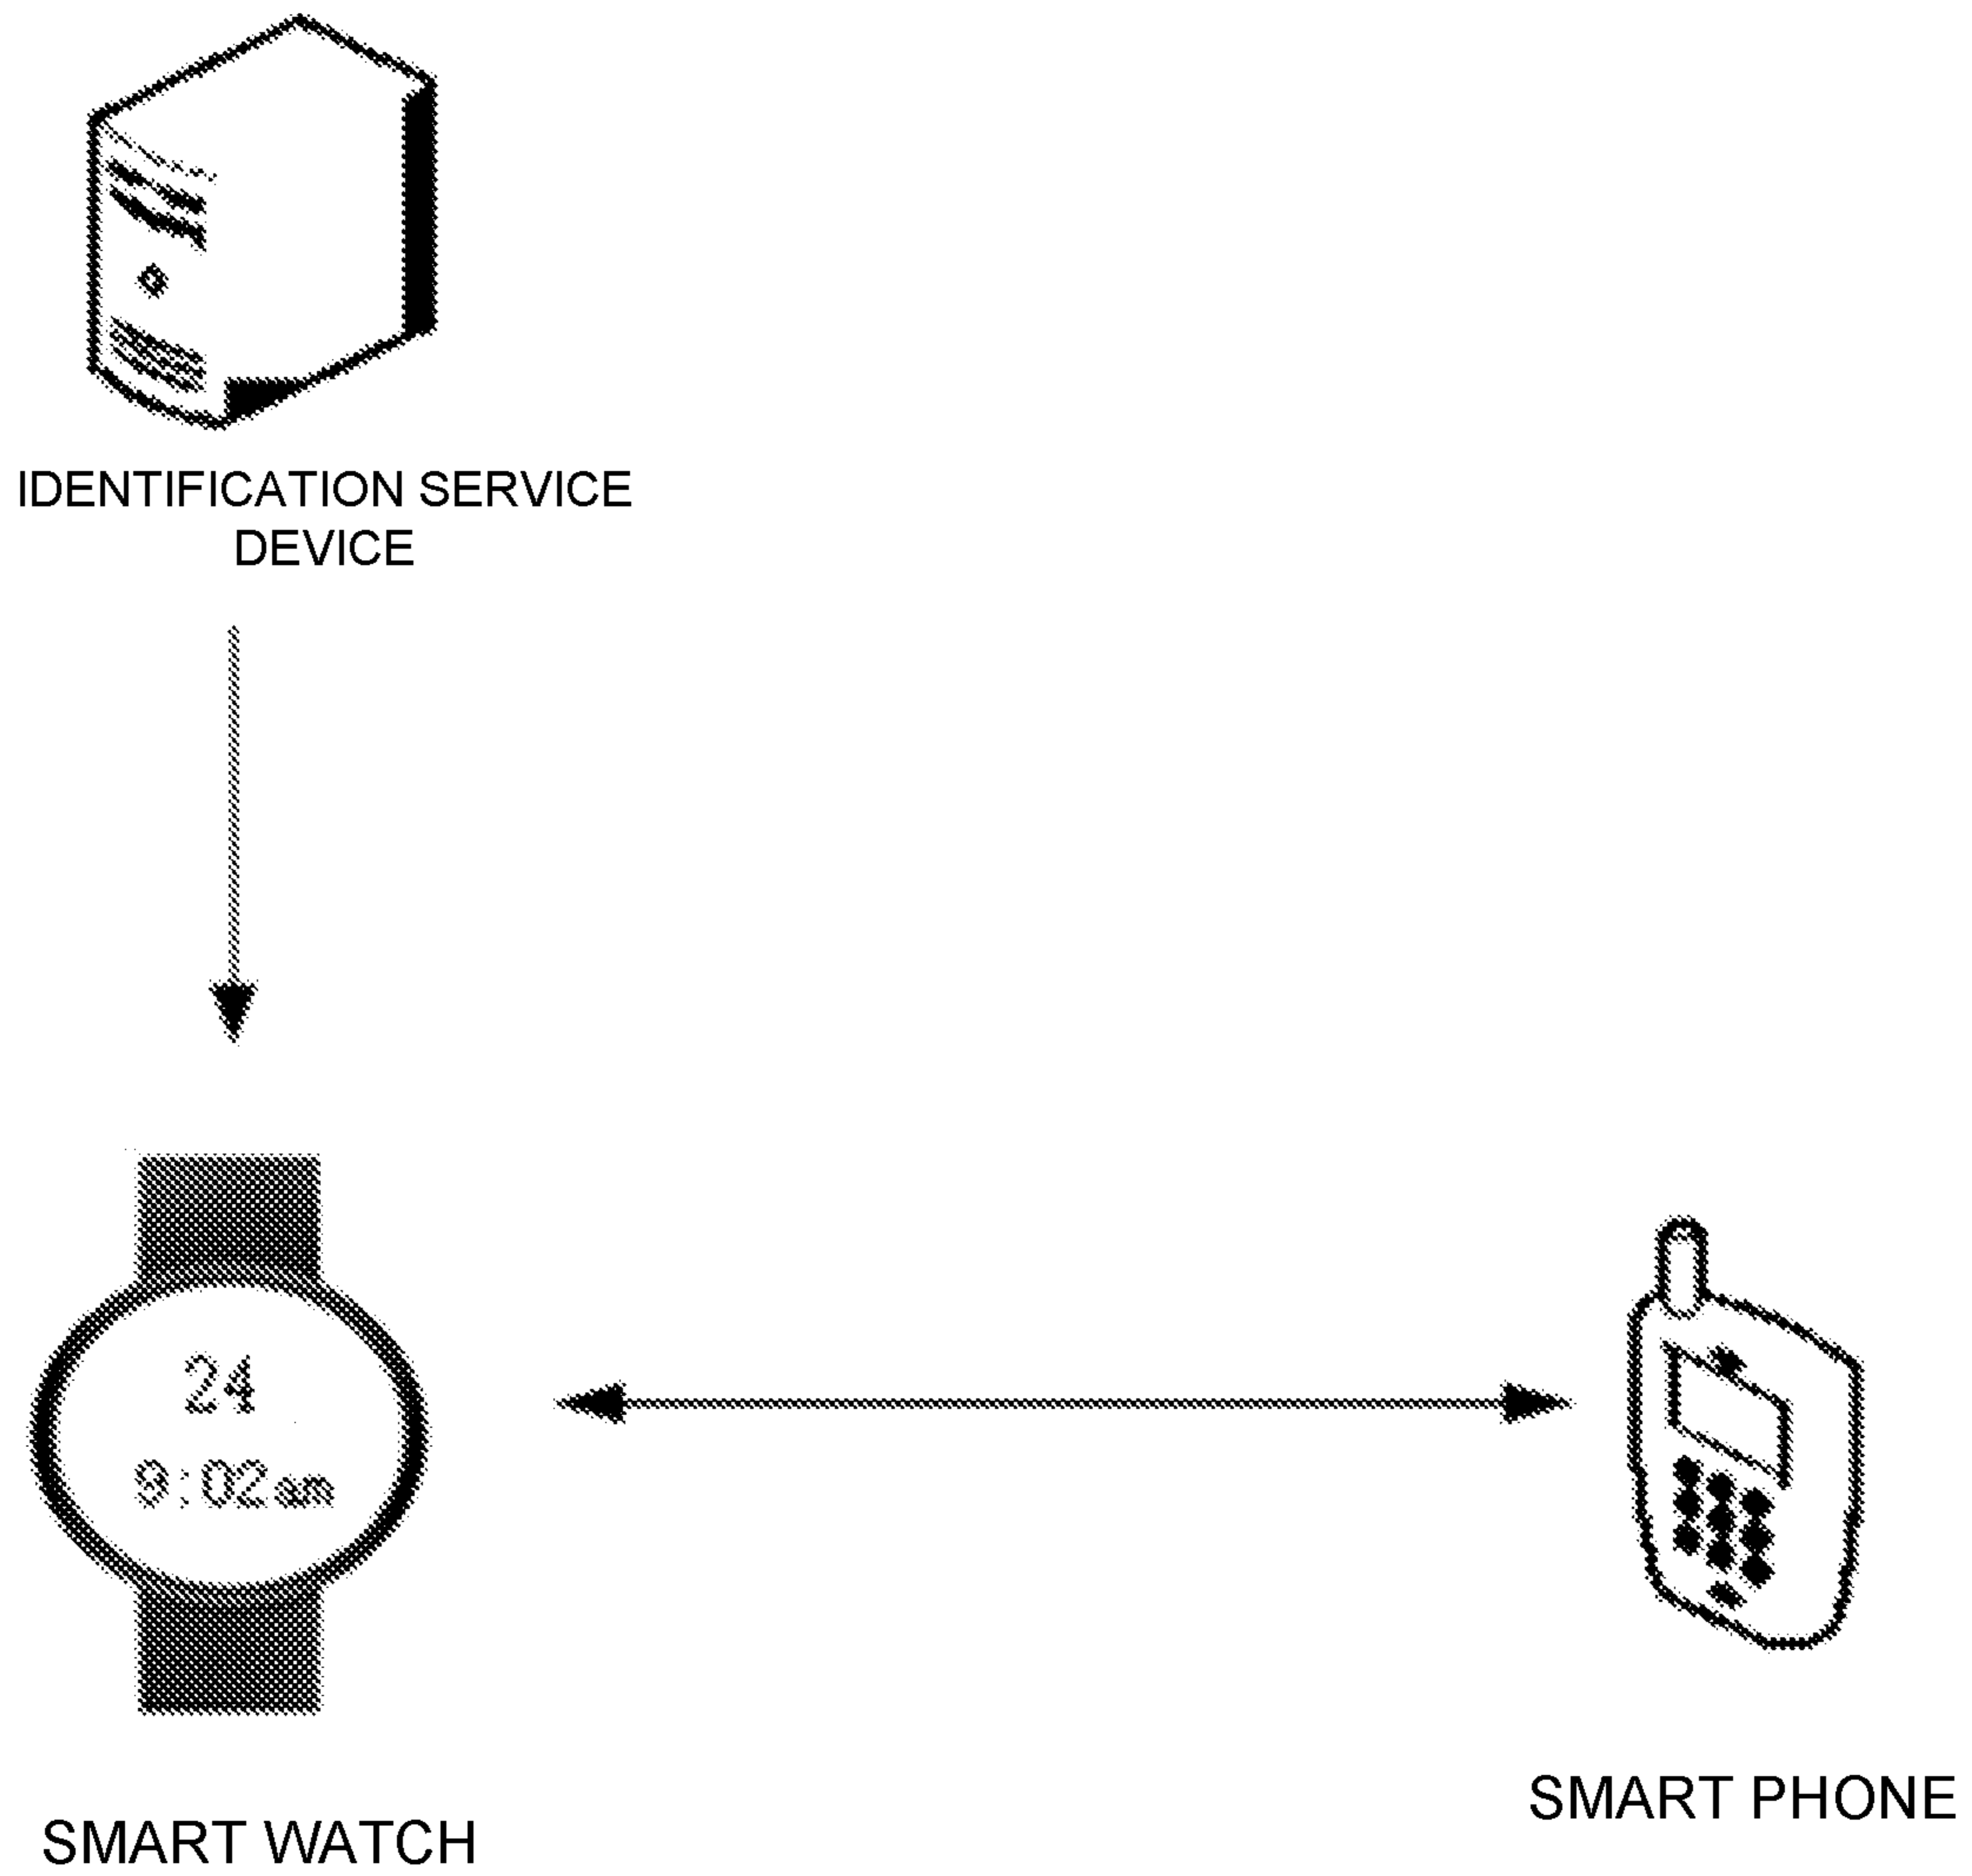 IDENTIFICATION SERVICE
DEVICE
24
9:02am
SMART PHONE
SMART WATCH